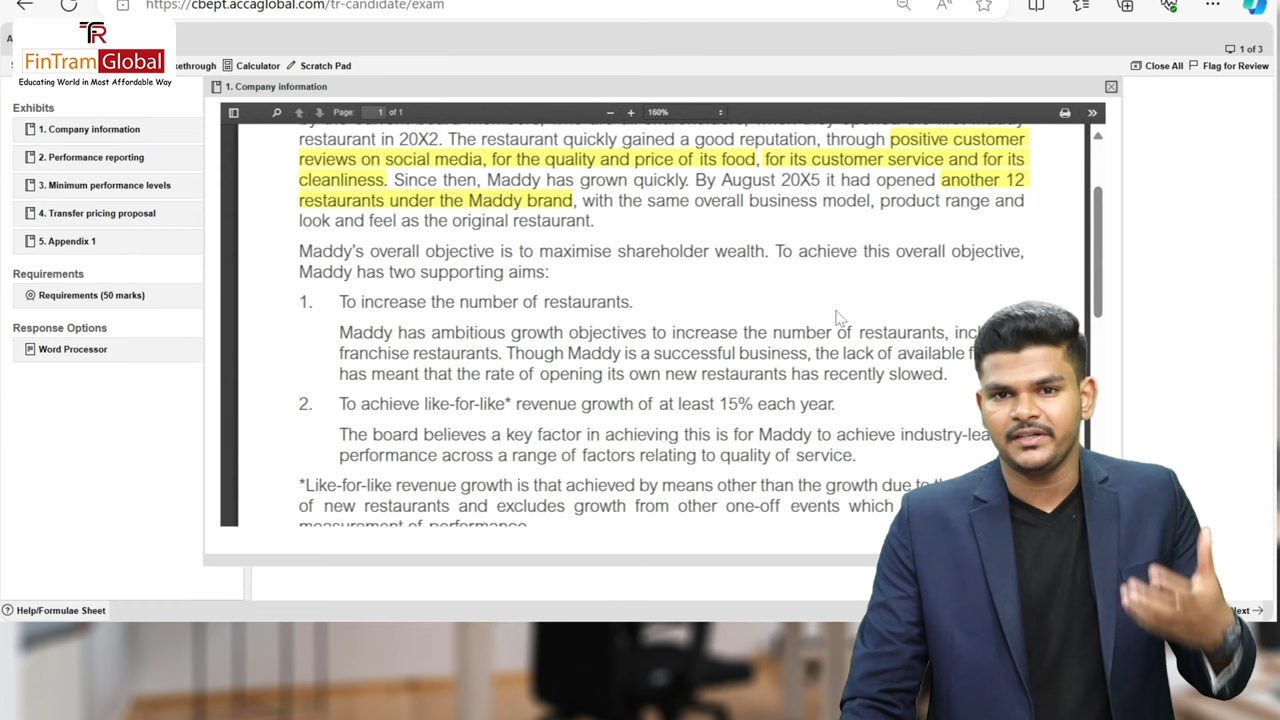 https://cbept.accaglobal.com/tr-candidate/exam
TR
FinTram Global
Educating World in Most Affordable Way
1 of 3
Calculator
Scratch Pad
Close All
Flag for Review
Exhibits
1. Company information
2. Performance reporting
3. Minimum performance levels
4. Transfer pricing proposal
5. Appendix 1
Requirements
Requirements (50 marks)
Response Options
Word Processor
Help/Formulae Sheet
1. Company information
Page: 1 of 1
160%
restaurant in 20X2. The restaurant quickly gained a good reputation, through positive customer
reviews on social media, for the quality and price of its food, for its customer service and for its
cleanliness. Since then, Maddy has grown quickly. By August 20X5 it had opened another 12
restaurants under the Maddy brand, with the same overall business model, product range and
look and feel as the original restaurant.
Maddy's overall objective is to maximise shareholder wealth. To achieve this overall objective,
Maddy has two supporting aims:
1. To increase the number of restaurants.
Maddy has ambitious growth objectives to increase the number of restaurants,
franchise restaurants. Though Maddy is a successful business, the lack of available
has meant that the rate of opening its own new restaurants has recently slowed.
2. To achieve like-for-like* revenue growth of at least 15% each year.
The board believes a key factor in achieving this is for Maddy to achieve
performance across a range of factors relating to quality of service.
*Like-for-like revenue growth is that achieved by means other than the growth due to
of new restaurants and excludes growth from other one-off events which
measurement of performance.